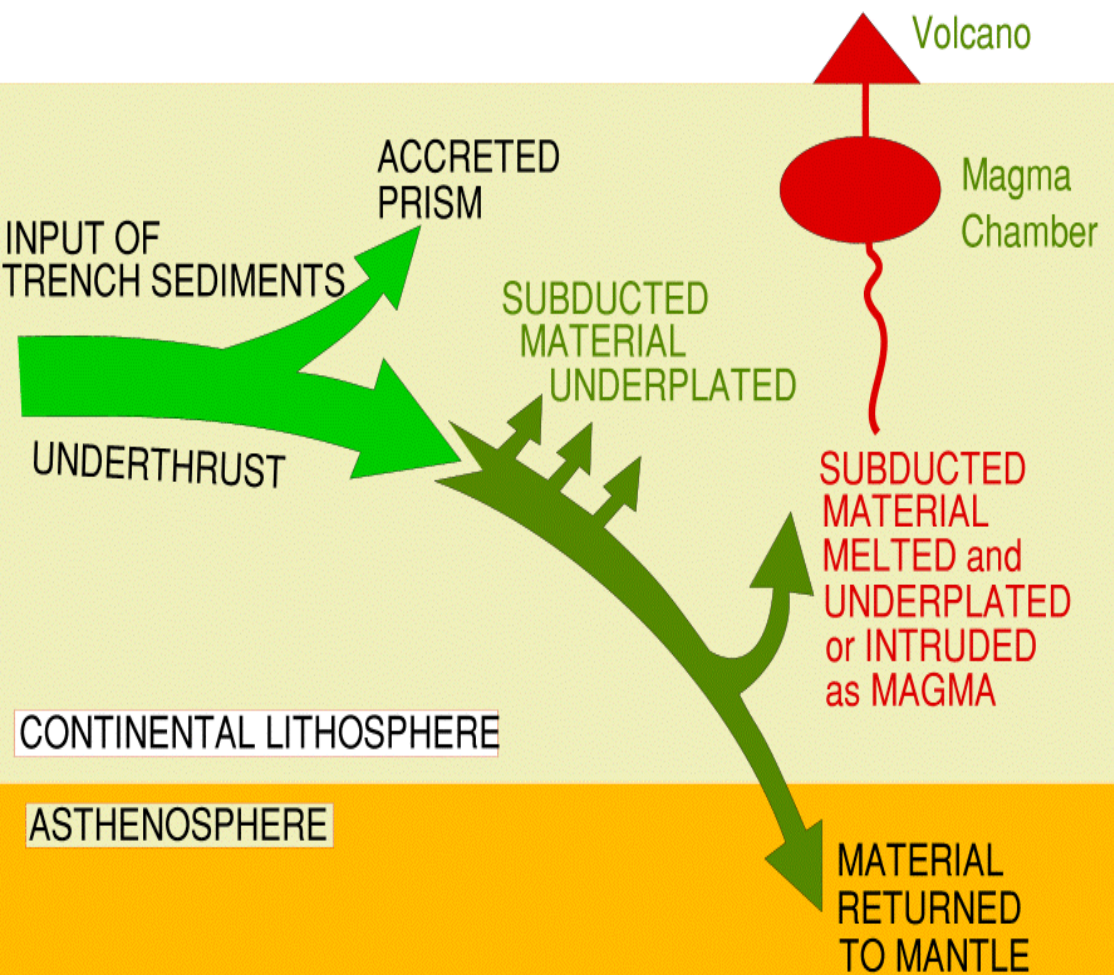 Volcano
ACCRETED
PRISM
Magma
Chamber
INPUT OF
TRENCH SEDIMENTS
SUBDUCTED
MATERIAL
UNDERPLATED
UNDERTHRUST
SUBDUCTED
MATERIAL
MELTED and
UNDERPLATED
or INTRUDED
as MAGMA
CONTINENTAL LITHOSPHERE
ASTHENOSPHERE
MATERIAL
RETURNED
TO MANTLE